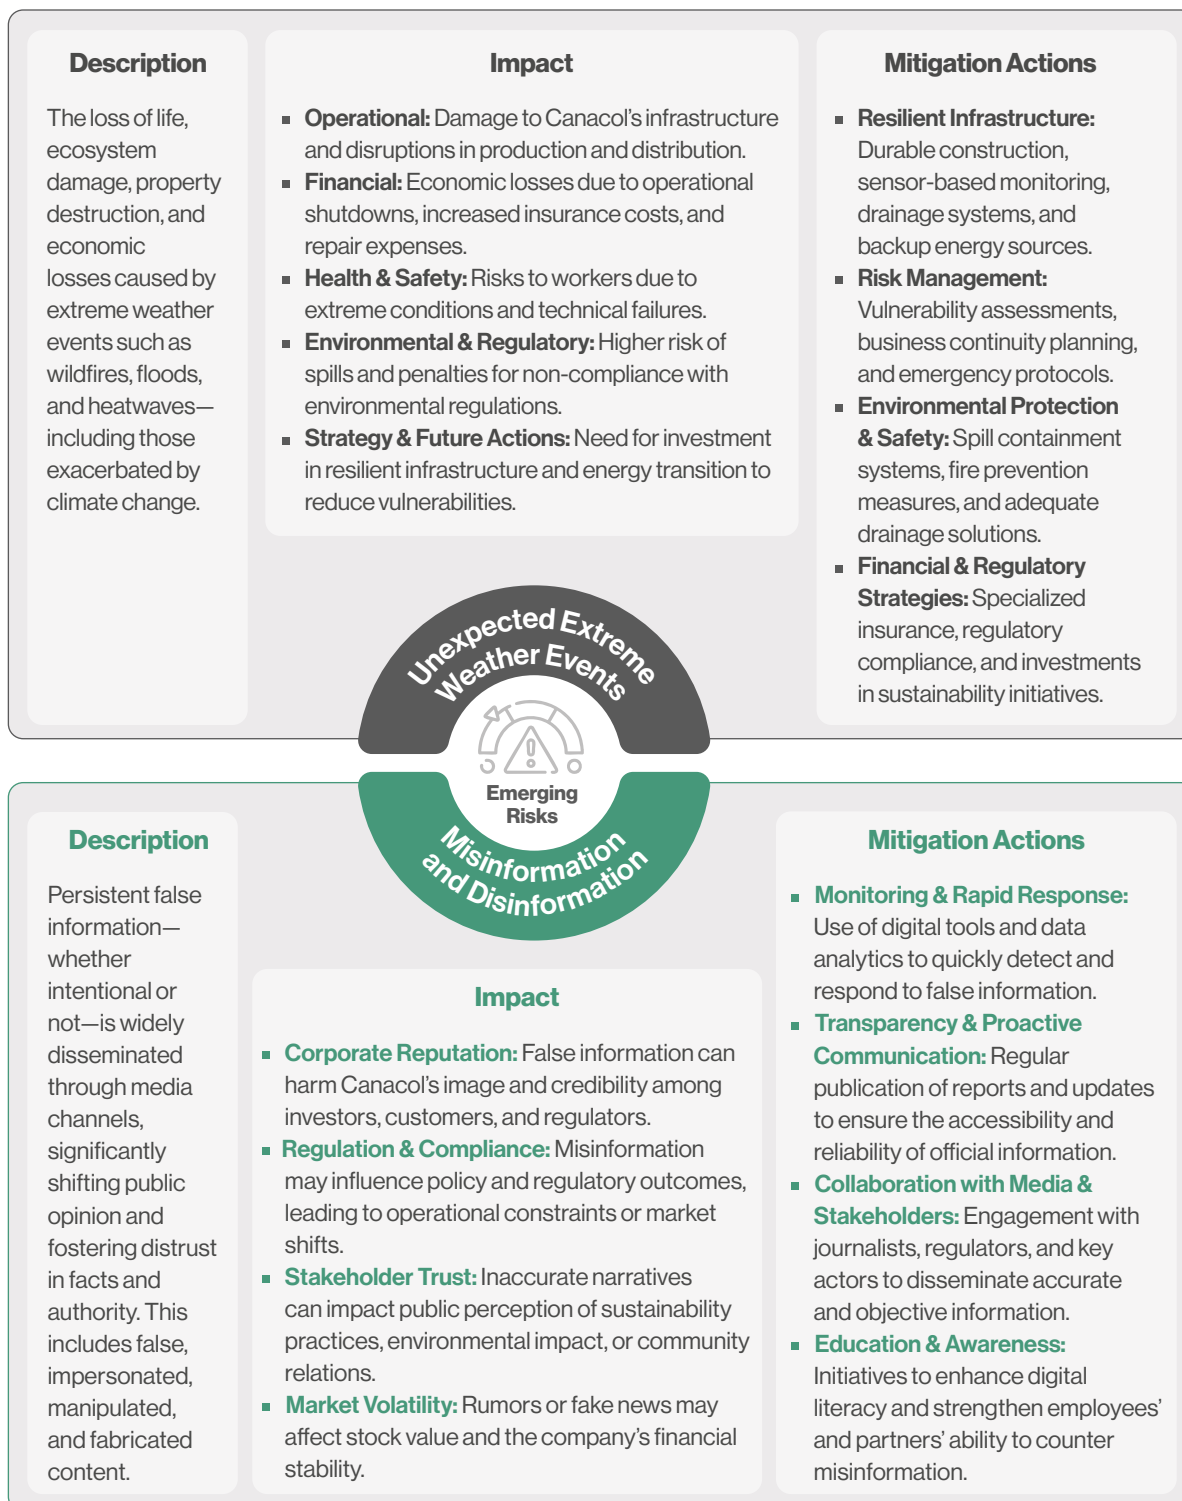 Description
The loss of life,
ecosystem
damage, property
destruction, and
economic
losses caused by
extreme weather
events such as
wildfires, floods,
and heatwaves—
including those
exacerbated by
climate change.
Impact
▪ Operational: Damage to Canacol's infrastructure
and disruptions in production and distribution.
▪ Financial: Economic losses due to operational
shutdowns, increased insurance costs, and
repair expenses.
▪ Health & Safety: Risks to workers due to
extreme conditions and technical failures.
▪ Environmental & Regulatory: Higher risk of
spills and penalties for non-compliance with
environmental regulations.
▪ Strategy & Future Actions: Need for investment
in resilient infrastructure and energy transition to
reduce vulnerabilities.
Mitigation Actions
▪ Resilient Infrastructure:
Durable construction,
sensor-based monitoring,
drainage systems, and
backup energy sources.
▪ Risk Management:
Vulnerability assessments,
business continuity planning,
and emergency protocols.
▪ Environmental Protection
& Safety: Spill containment
systems, fire prevention
measures, and adequate
drainage solutions.
▪ Financial & Regulatory
Strategies: Specialized
insurance, regulatory
compliance, and investments
in sustainability initiatives.
Unexpected Extreme
Weather Events
Emerging
Risks
Misinformation
and Disinformation
Description
Persistent false
information—
whether
intentional or
not—is widely
disseminated
through media
channels,
significantly
shifting public
opinion and
fostering distrust
in facts and
authority. This
includes false,
impersonated,
manipulated,
and fabricated
content.
Impact
▪ Corporate Reputation: False information can
harm Canacol's image and credibility among
investors, customers, and regulators.
▪ Regulation & Compliance: Misinformation
may influence policy and regulatory outcomes,
leading to operational constraints or market
shifts.
▪ Stakeholder Trust: Inaccurate narratives
can impact public perception of sustainability
practices, environmental impact, or community
relations.
▪ Market Volatility: Rumors or fake news may
affect stock value and the company's financial
stability.
Mitigation Actions
▪ Monitoring & Rapid Response:
Use of digital tools and data
analytics to quickly detect and
respond to false information.
▪ Transparency & Proactive
Communication: Regular
publication of reports and updates
to ensure the accessibility and
reliability of official information.
▪ Collaboration with Media &
Stakeholders: Engagement with
journalists, regulators, and key
actors to disseminate accurate
and objective information.
▪ Education & Awareness:
Initiatives to enhance digital
literacy and strengthen employees'
and partners' ability to counter
misinformation.